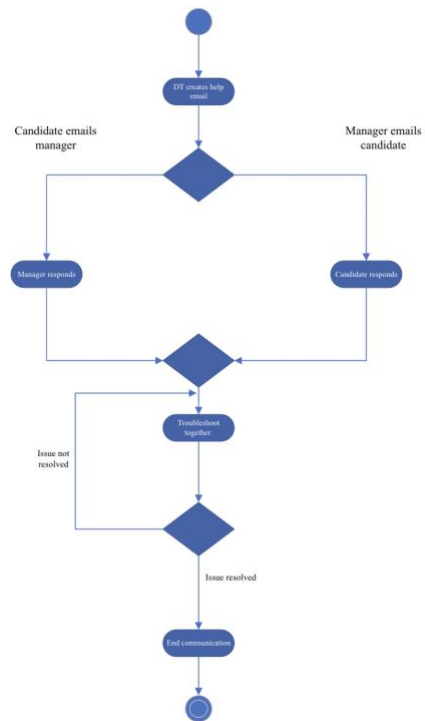 DT creates help
email
Candidate emails
manager
Manager emails
candidate
Manager responds
Candidate responds
Troubleshoot
together
Issue not
resolved
Issue resolved
End communication